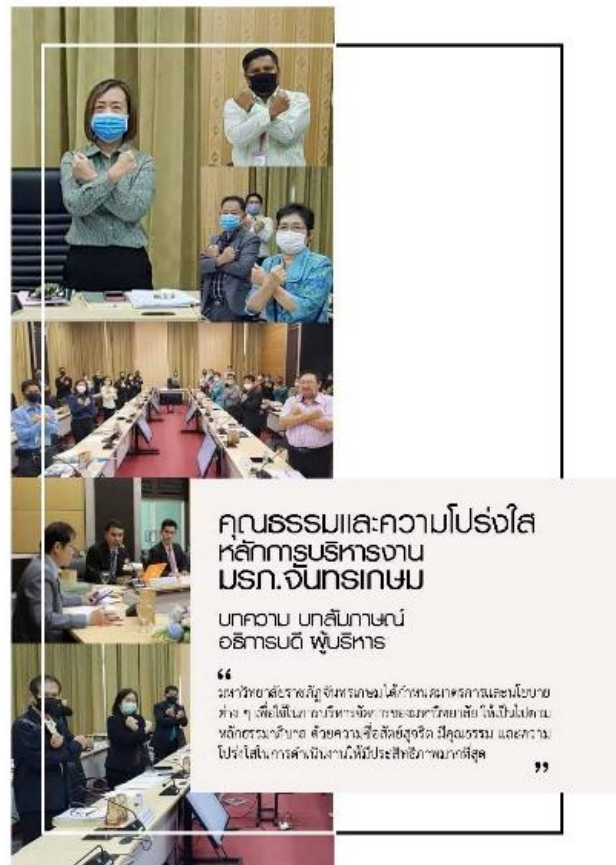 คุณธรรมและความโปร่งใส
หลักการบริหารงาน
มรภ.จันทรเกษม
บทความ บทสัมภาษณ์
อธิการบดี ผู้บริหาร
“
มหาวิทยาลัยราชภัฏจันทรเกษมได้กำหนดมาตรการและนโยบาย
ต่าง ๆ เพื่อใช้ในการบริหารจัดการของมหาวิทยาลัย ให้เป็นไปตาม
หลักธรรมาภิบาล ด้วยความซื่อสัตย์สุจริต มีคุณธรรม และความ
โปร่งใสในการดำเนินงานให้มีประสิทธิภาพมากที่สุด
”